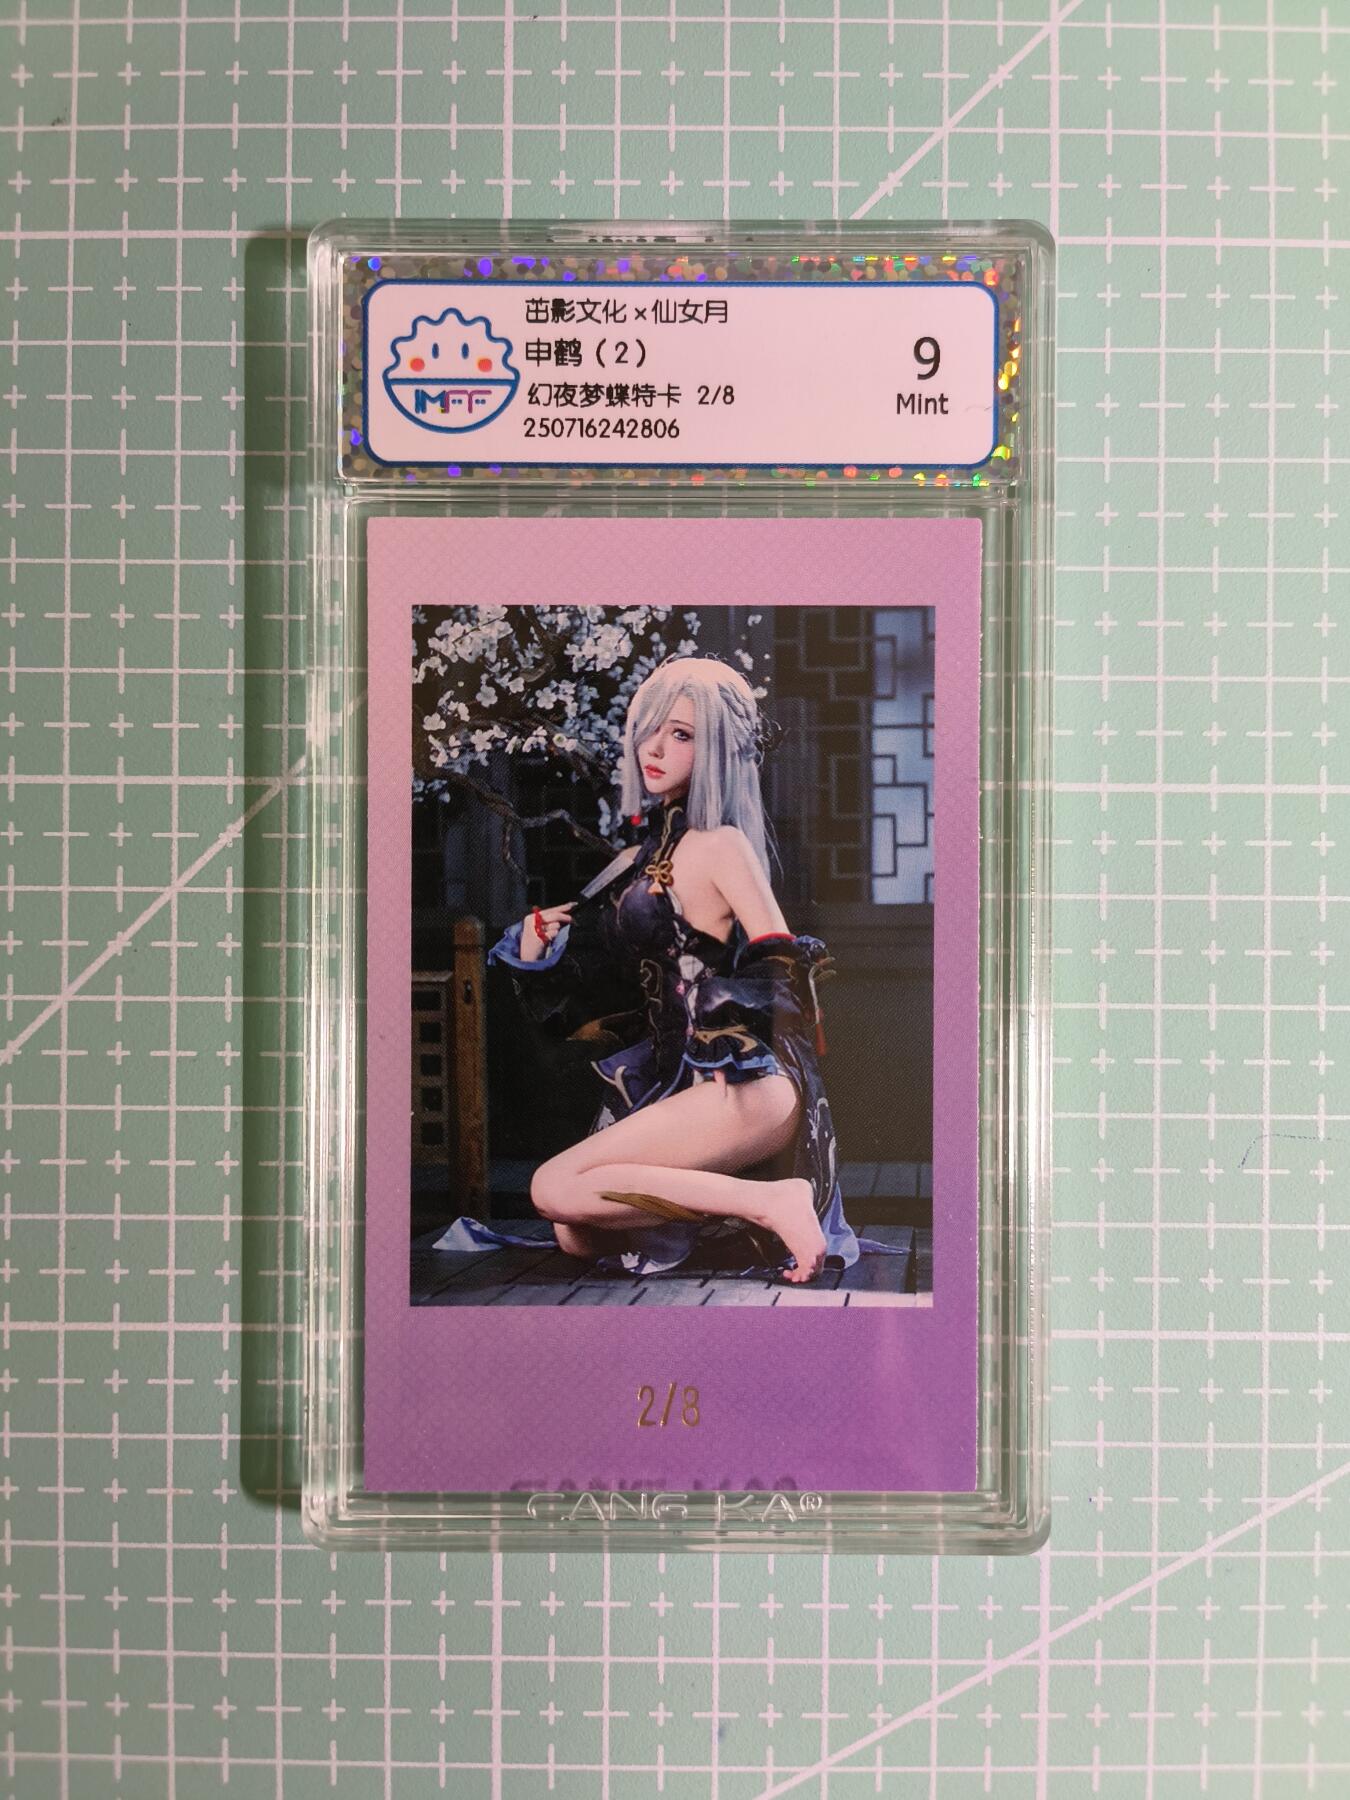 茁影文化×仙女月
申鹤（2）
幻夜梦蝶特卡 2/8
250716242806
9
Mint
IMFF
2/8
CANG KA®